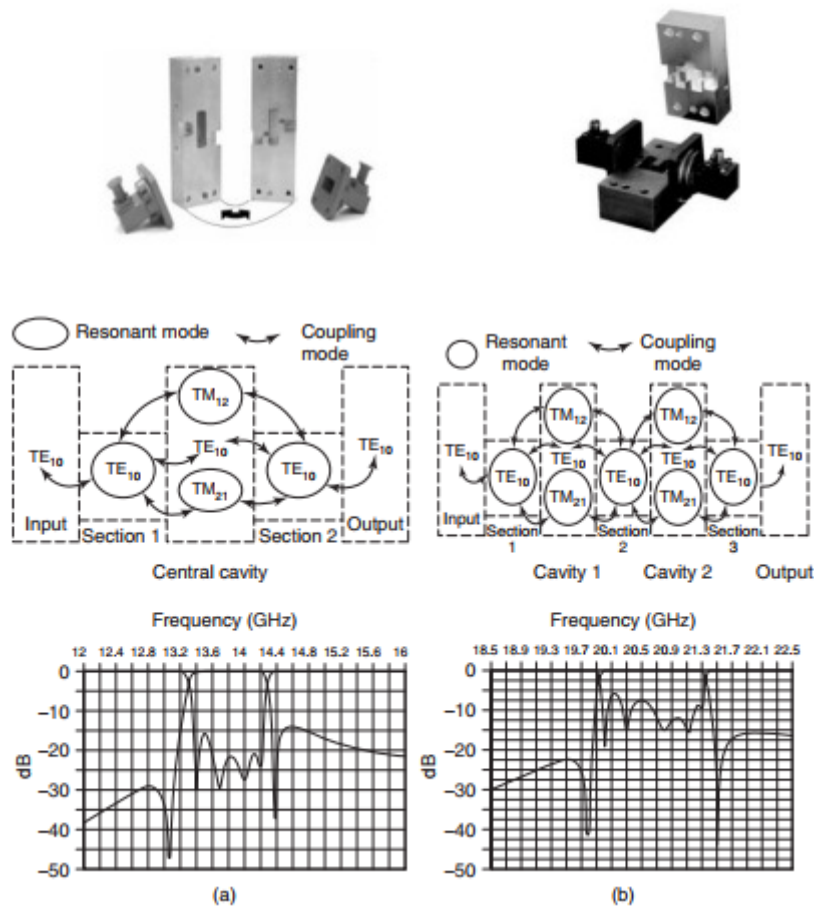 Resonant mode
Coupling mode
TM12
TE10
TE10
TE10
TE10
TE10
TM21
Input
Section 1
Section 2
Output
Central cavity
Resonant mode
Coupling mode
TM12
TM12
TE10
TE10
TE10
TE10
TE10
TE10
TE10
TM21
TM21
Input
Section 1
Section 2
Section 3
Cavity 1
Cavity 2
Output
Frequency (GHz)
12 12.4 12.8 13.2 13.6 14 14.4 14.8 15.2 15.6 16
0
−10
−20
−30
−40
−50
dB
(a)
Frequency (GHz)
18.5 18.9 19.3 19.7 20.1 20.5 20.9 21.3 21.7 22.1 22.5
0
−10
−20
−30
−40
−50
dB
(b)